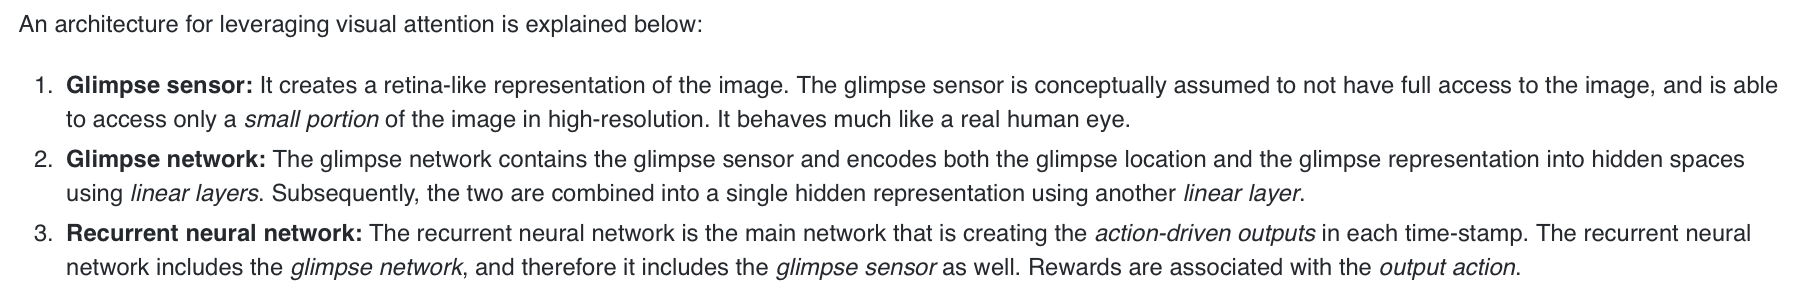 An architecture for leveraging visual attention is explained below:
1. Glimpse sensor: It creates a retina-like representation of the image. The glimpse sensor is conceptually assumed to not have full access to the image, and is able
to access only a small portion of the image in high-resolution. It behaves much like a real human eye.
2. Glimpse network: The glimpse network contains the glimpse sensor and encodes both the glimpse location and the glimpse representation into hidden spaces
using linear layers. Subsequently, the two are combined into a single hidden representation using another linear layer.
3. Recurrent neural network: The recurrent neural network is the main network that is creating the action-driven outputs in each time-stamp. The recurrent neural
network includes the glimpse network, and therefore it includes the glimpse sensor as well. Rewards are associated with the output action.